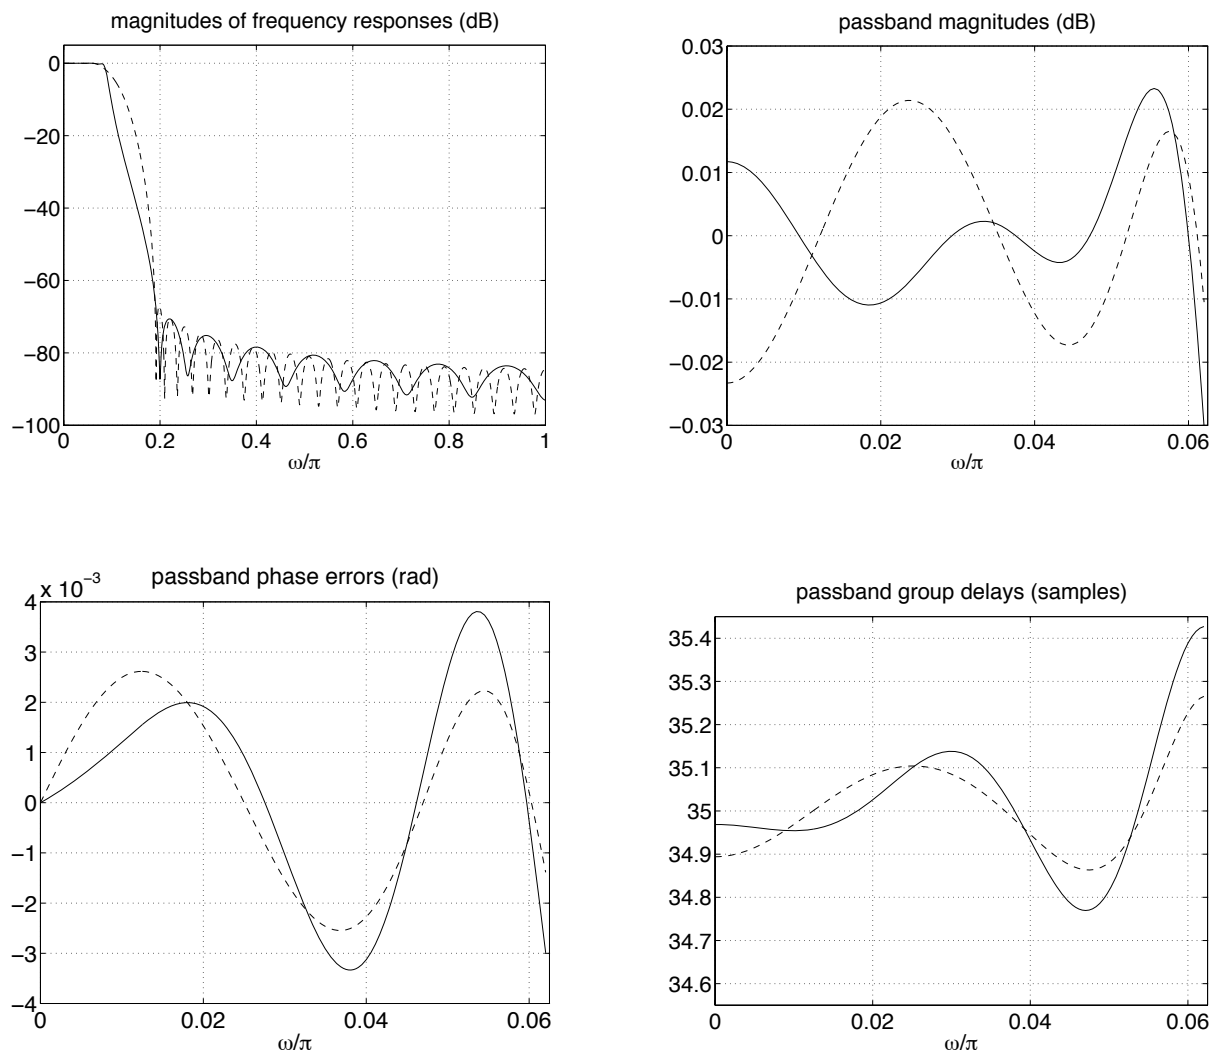 magnitudes of frequency responses (dB)
0
−20
−40
−60
−80
−100
0 0.2 0.4 0.6 0.8 1
ω/π
passband magnitudes (dB)
0.03
0.02
0.01
0
−0.01
−0.02
−0.03
0 0.02 0.04 0.06
ω/π
passband phase errors (rad)
x 10−3
4
3
2
1
0
−1
−2
−3
−4
0 0.02 0.04 0.06
ω/π
passband group delays (samples)
35.4
35.3
35.2
35.1
35
34.9
34.8
34.7
34.6
0 0.02 0.04 0.06
ω/π